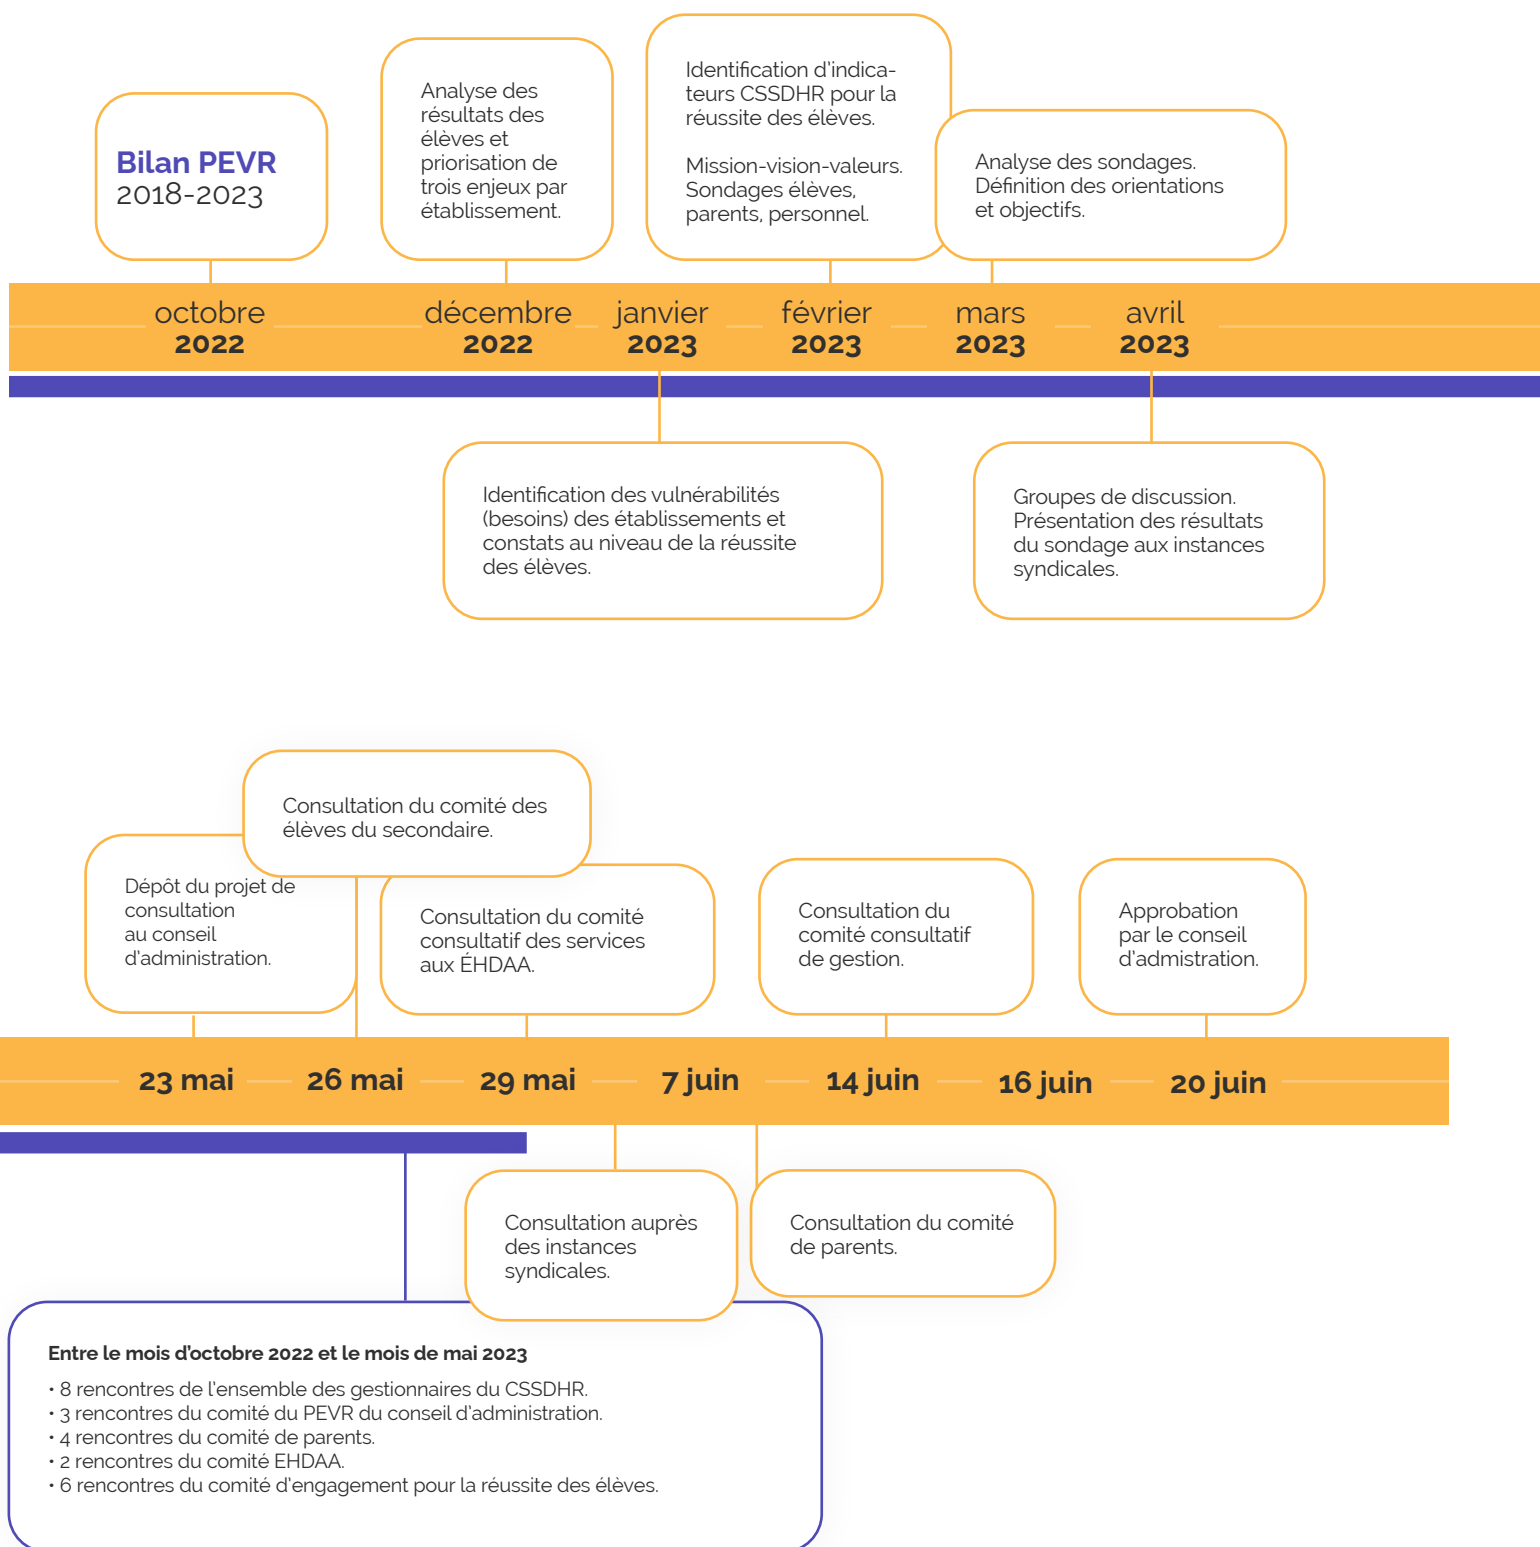 Bilan PEVR
2018-2023
Analyse des
résultats des
élèves et
priorisation de
trois enjeux par
établissement.
Identification d'indica-
teurs CSSDHR pour la
réussite des élèves.
Mission-vision-valeurs.
Sondages élèves,
parents, personnel.
Analyse des sondages.
Définition des orientations
et objectifs.
octobre
2022
décembre
2022
janvier
2023
février
2023
mars
2023
avril
2023
Identification des vulnérabilités
(besoins) des établissements et
constats au niveau de la réussite
des élèves.
Groupes de discussion.
Présentation des résultats
du sondage aux instances
syndicales.
Dépôt du projet de
consultation
au conseil
d'administration.
Consultation du comité des
élèves du secondaire.
Consultation du comité
consultatif des services
aux ÉHDAA.
Consultation du
comité consultatif
de gestion.
Approbation
par le conseil
d'admistration.
23 mai
26 mai
29 mai
7 juin
14 juin
16 juin
20 juin
Consultation auprès
des instances
syndicales.
Consultation du comité
de parents.
Entre le mois d'octobre 2022 et le mois de mai 2023
• 8 rencontres de l'ensemble des gestionnaires du CSSDHR.
• 3 rencontres du comité du PEVR du conseil d'administration.
• 4 rencontres du comité de parents.
• 2 rencontres du comité EHDAA.
• 6 rencontres du comité d'engagement pour la réussite des élèves.